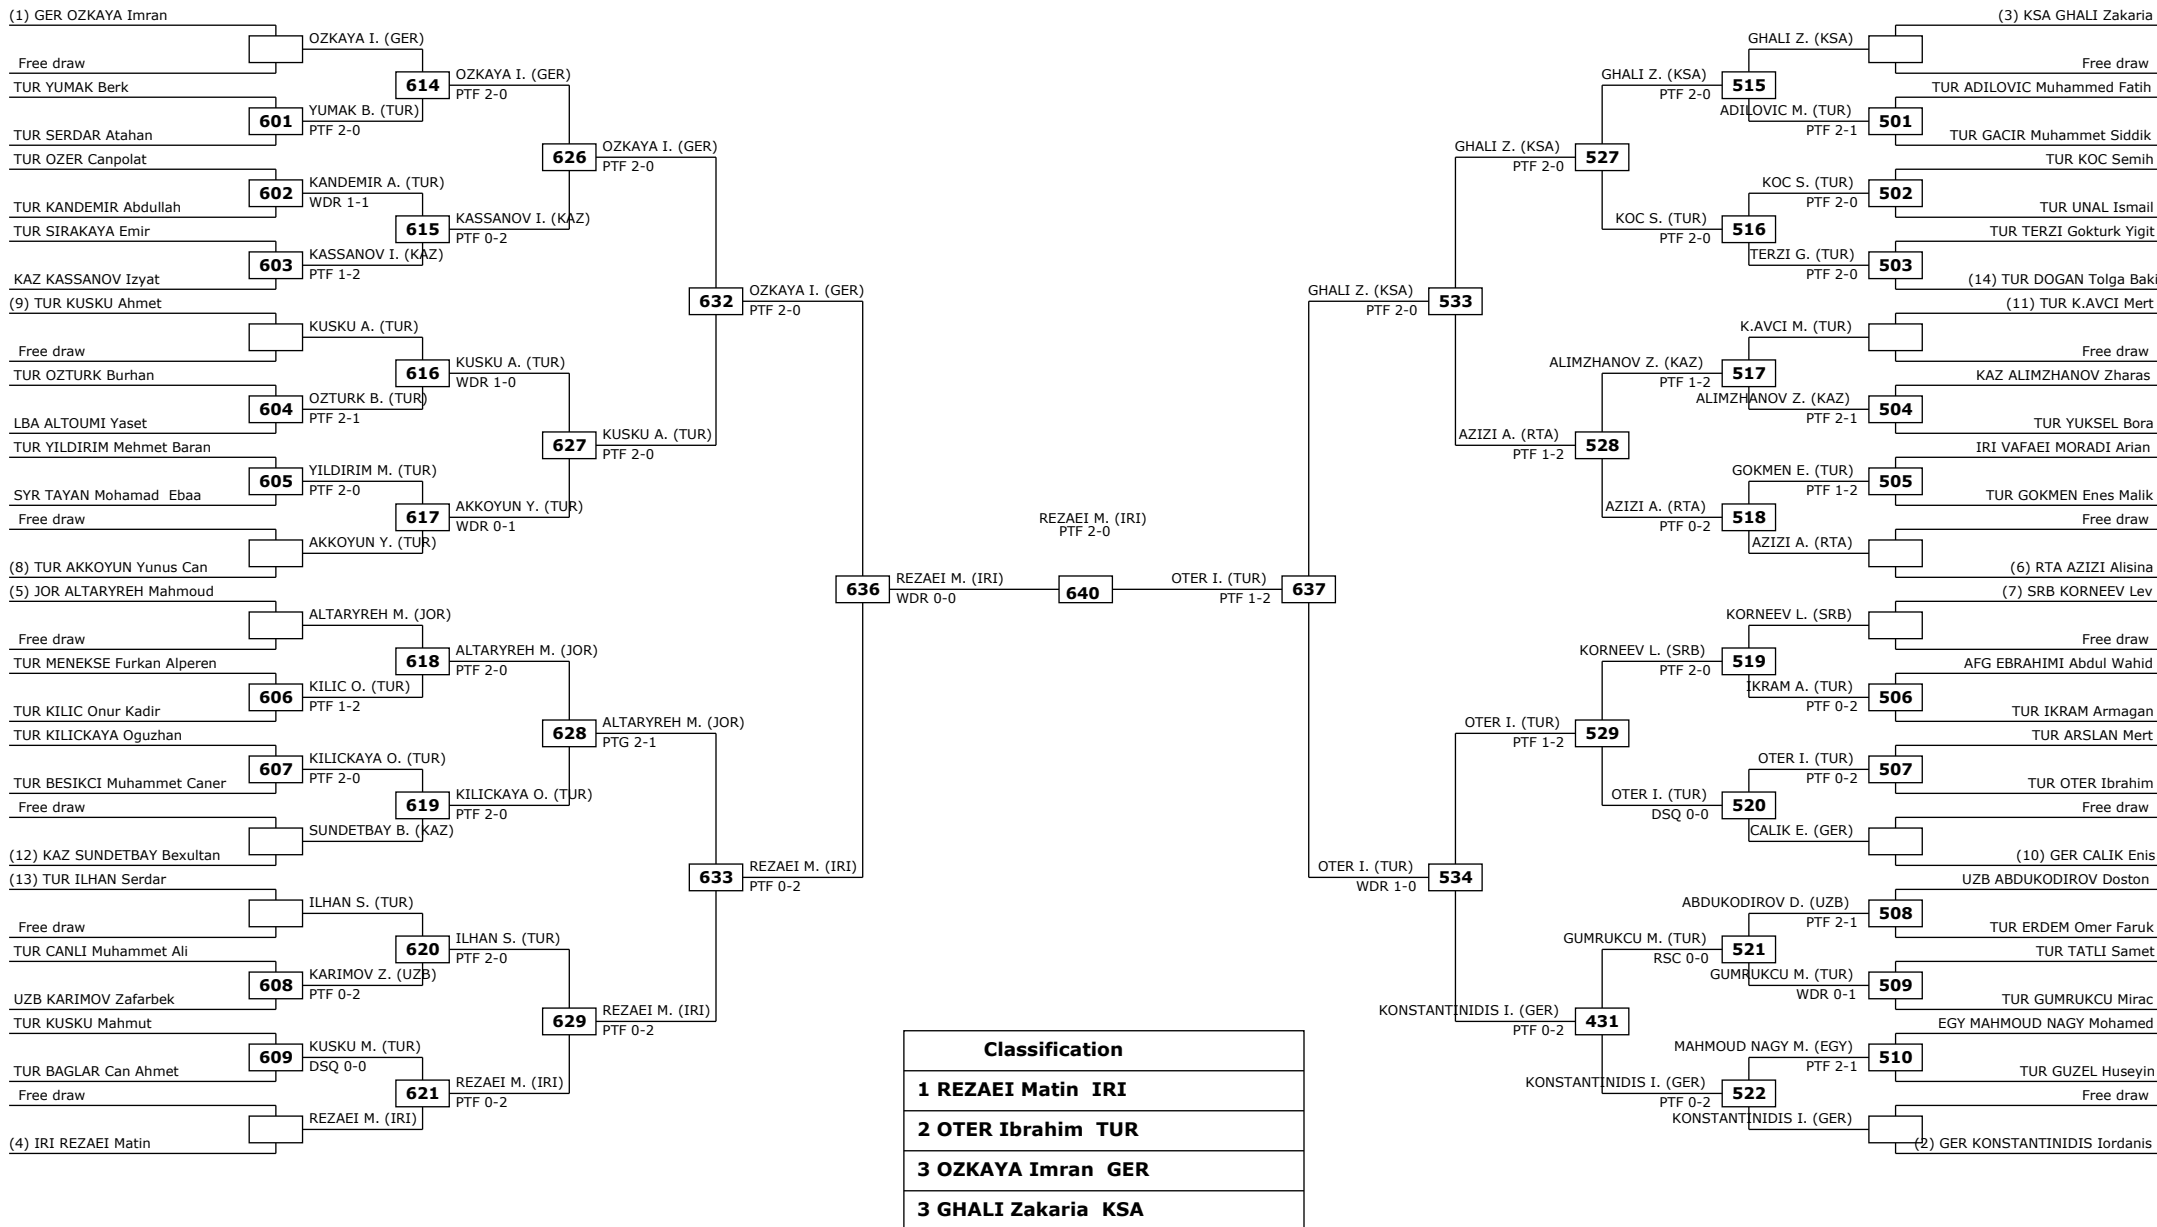 (1) GER OZKAYA Imran
OZKAYA I. (GER)
Free draw
614
OZKAYA I. (GER)
PTF 2-0
TUR YUMAK Berk
601
YUMAK B. (TUR)
PTF 2-0
TUR SERDAR Atahan
626
OZKAYA I. (GER)
PTF 2-0
TUR OZER Canpolat
602
KANDEMIR A. (TUR)
WDR 1-1
TUR KANDEMIR Abdullah
615
KASSANOV I. (KAZ)
PTF 0-2
TUR SIRAKAYA Emir
603
KASSANOV I. (KAZ)
PTF 1-2
KAZ KASSANOV Izyat
632
OZKAYA I. (GER)
PTF 2-0
(9) TUR KUSKU Ahmet
KUSKU A. (TUR)
Free draw
616
KUSKU A. (TUR)
WDR 1-0
TUR OZTURK Burhan
604
OZTURK B. (TUR)
PTF 2-1
LBA ALTOUMI Yaset
627
KUSKU A. (TUR)
PTF 2-0
TUR YILDIRIM Mehmet Baran
605
YILDIRIM M. (TUR)
PTF 2-0
SYR TAYAN Mohamad  Ebaa
617
AKKOYUN Y. (TUR)
WDR 0-1
Free draw
AKKOYUN Y. (TUR)
(8) TUR AKKOYUN Yunus Can
636
REZAEI M. (IRI)
WDR 0-0
(5) JOR ALTARYREH Mahmoud
ALTARYREH M. (JOR)
Free draw
618
ALTARYREH M. (JOR)
PTF 2-0
TUR MENEKSE Furkan Alperen
606
KILIC O. (TUR)
PTF 1-2
TUR KILIC Onur Kadir
628
ALTARYREH M. (JOR)
PTG 2-1
TUR KILICKAYA Oguzhan
607
KILICKAYA O. (TUR)
PTF 2-0
TUR BESIKCI Muhammet Caner
619
KILICKAYA O. (TUR)
PTF 2-0
Free draw
SUNDETBAY B. (KAZ)
(12) KAZ SUNDETBAY Bexultan
633
REZAEI M. (IRI)
PTF 0-2
(13) TUR ILHAN Serdar
ILHAN S. (TUR)
Free draw
620
ILHAN S. (TUR)
PTF 2-0
TUR CANLI Muhammet Ali
608
KARIMOV Z. (UZB)
PTF 0-2
UZB KARIMOV Zafarbek
629
REZAEI M. (IRI)
PTF 0-2
TUR KUSKU Mahmut
609
KUSKU M. (TUR)
DSQ 0-0
TUR BAGLAR Can Ahmet
621
REZAEI M. (IRI)
PTF 0-2
Free draw
REZAEI M. (IRI)
(4) IRI REZAEI Matin
REZAEI M. (IRI)
PTF 2-0
640
(3) KSA GHALI Zakaria
GHALI Z. (KSA)
Free draw
GHALI Z. (KSA)
PTF 2-0
515
TUR ADILOVIC Muhammed Fatih
ADILOVIC M. (TUR)
PTF 2-1
501
TUR GACIR Muhammet Siddik
GHALI Z. (KSA)
PTF 2-0
527
TUR KOC Semih
KOC S. (TUR)
PTF 2-0
502
TUR UNAL Ismail
KOC S. (TUR)
PTF 2-0
516
TUR TERZI Gokturk Yigit
TERZI G. (TUR)
PTF 2-0
503
(14) TUR DOGAN Tolga Baki
GHALI Z. (KSA)
PTF 2-0
533
(11) TUR K.AVCI Mert
K.AVCI M. (TUR)
Free draw
ALIMZHANOV Z. (KAZ)
PTF 1-2
517
KAZ ALIMZHANOV Zharas
ALIMZHANOV Z. (KAZ)
PTF 2-1
504
TUR YUKSEL Bora
AZIZI A. (RTA)
PTF 1-2
528
IRI VAFAEI MORADI Arian
GOKMEN E. (TUR)
PTF 1-2
505
TUR GOKMEN Enes Malik
AZIZI A. (RTA)
PTF 0-2
518
Free draw
AZIZI A. (RTA)
(6) RTA AZIZI Alisina
OTER I. (TUR)
PTF 1-2
637
(7) SRB KORNEEV Lev
KORNEEV L. (SRB)
Free draw
KORNEEV L. (SRB)
PTF 2-0
519
AFG EBRAHIMI Abdul Wahid
IKRAM A. (TUR)
PTF 0-2
506
TUR IKRAM Armagan
OTER I. (TUR)
PTF 1-2
529
TUR ARSLAN Mert
OTER I. (TUR)
PTF 0-2
507
TUR OTER Ibrahim
OTER I. (TUR)
DSQ 0-0
520
Free draw
CALIK E. (GER)
(10) GER CALIK Enis
OTER I. (TUR)
WDR 1-0
534
UZB ABDUKODIROV Doston
ABDUKODIROV D. (UZB)
PTF 2-1
508
TUR ERDEM Omer Faruk
GUMRUKCU M. (TUR)
RSC 0-0
521
TUR TATLI Samet
GUMRUKCU M. (TUR)
WDR 0-1
509
TUR GUMRUKCU Mirac
KONSTANTINIDIS I. (GER)
PTF 0-2
431
EGY MAHMOUD NAGY Mohamed
MAHMOUD NAGY M. (EGY)
PTF 2-1
510
TUR GUZEL Huseyin
KONSTANTINIDIS I. (GER)
PTF 0-2
522
Free draw
KONSTANTINIDIS I. (GER)
(2) GER KONSTANTINIDIS Iordanis
Classification
1 REZAEI Matin  IRI
2 OTER Ibrahim  TUR
3 OZKAYA Imran  GER
3 GHALI Zakaria  KSA